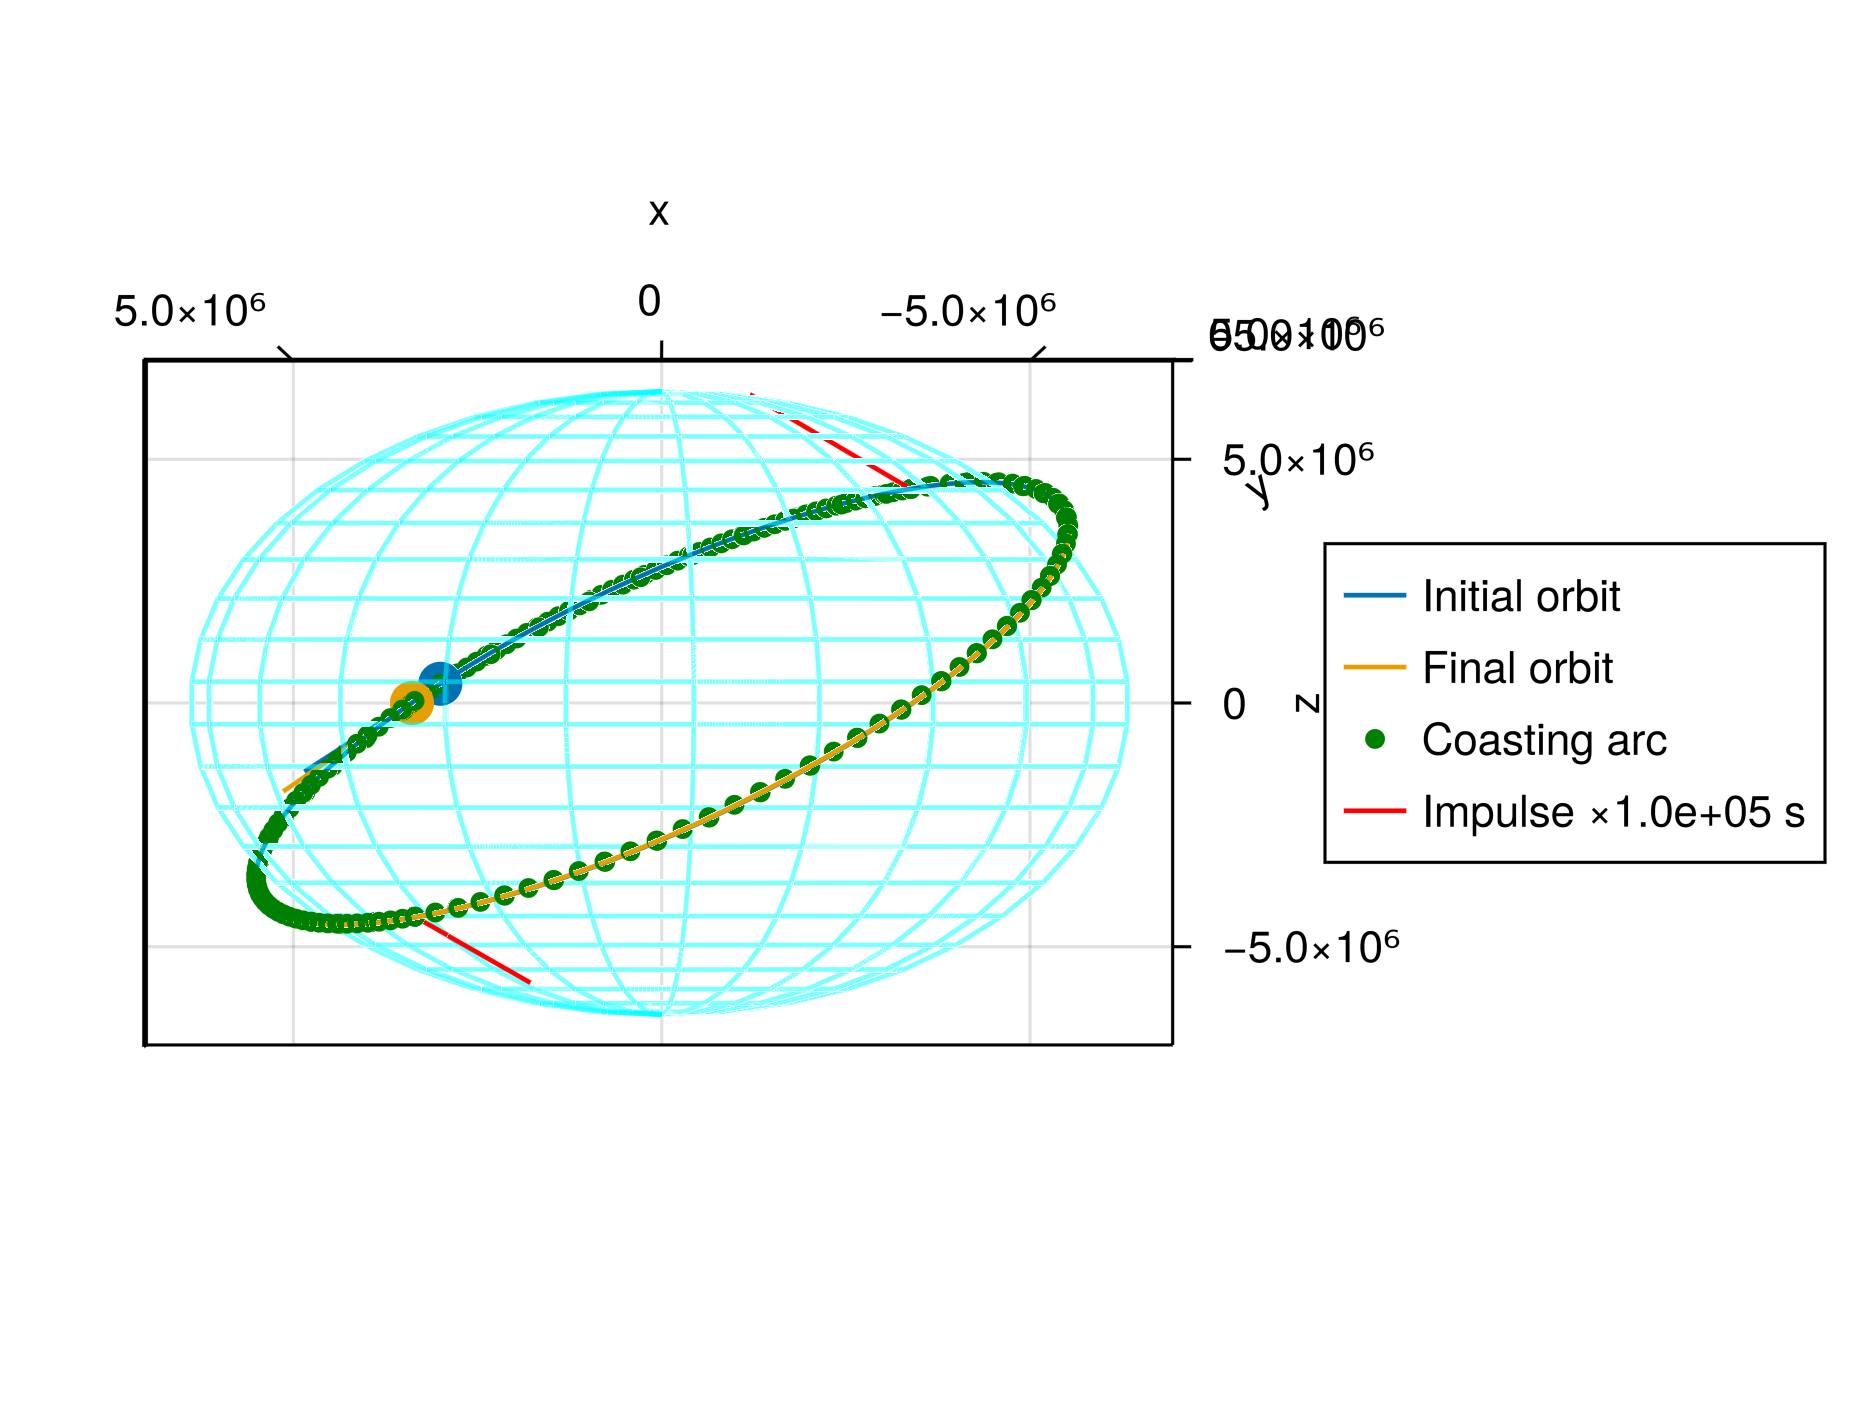 x
5.0×10⁶
0
−5.0×10⁶
5.0×10⁶
y
0
z
−5.0×10⁶
Initial orbit
Final orbit
Coasting arc
Impulse ×1.0e+05 s